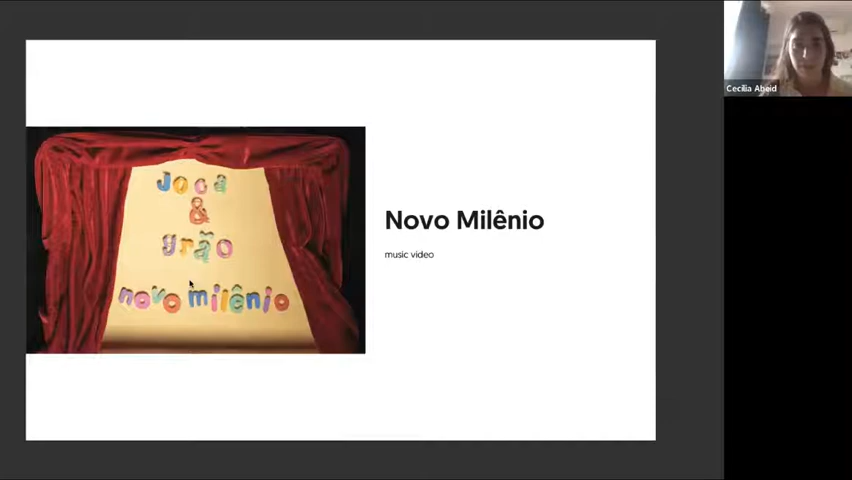 Joca
&
grão
novo milênio
Novo Milênio
music video
Cecilia Abeid